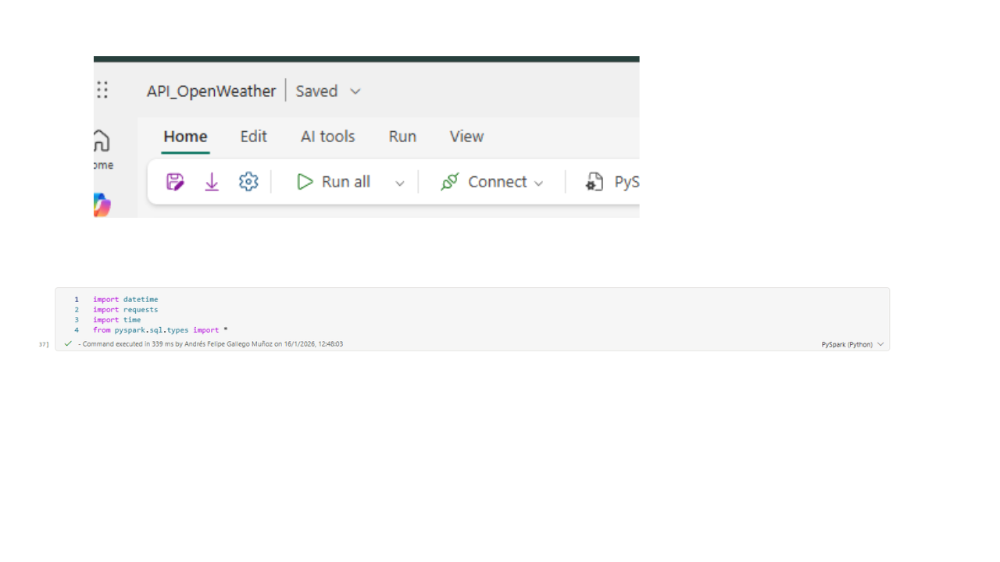 API_OpenWeather | Saved
Home Edit AI tools Run View
ome
Run all Connect PyS
1 import datetime
2 import requests
3 import time
4 from pyspark.sql.types import *
37] - Command executed in 339 ms by Andrés Felipe Gallego Muñoz on 16/1/2026, 12:48:03 PySpark (Python)